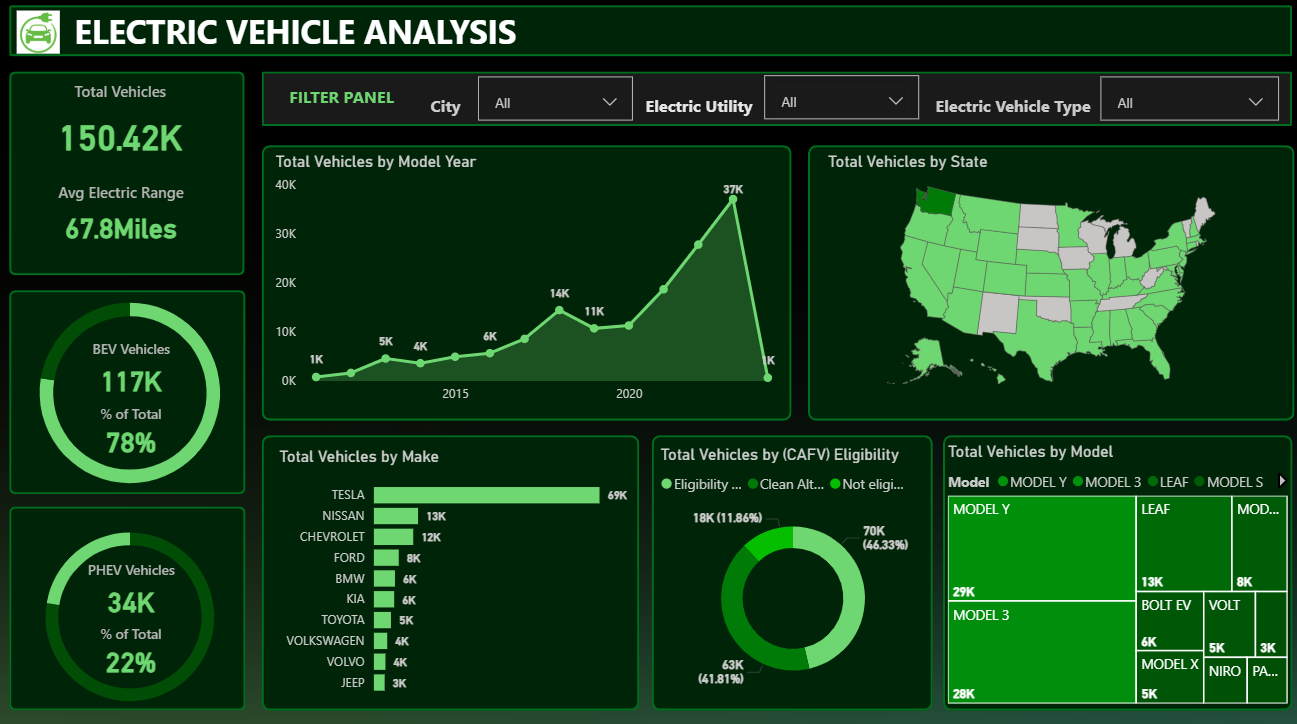 ELECTRIC VEHICLE ANALYSIS
Total Vehicles
150.42K
Avg Electric Range
67.8Miles
FILTER PANEL
City
All
Electric Utility
All
Electric Vehicle Type
All
BEV Vehicles
117K
% of Total
78%
PHEV Vehicles
34K
% of Total
22%
Total Vehicles by Model Year
40K
30K
20K
10K
0K
1K
5K
4K
6K
14K
11K
37K
1K
2015
2020
Total Vehicles by State
Total Vehicles by Make
TESLA 69K
NISSAN 13K
CHEVROLET 12K
FORD 8K
BMW 6K
KIA 6K
TOYOTA 5K
VOLKSWAGEN 4K
VOLVO 4K
JEEP 3K
Total Vehicles by (CAFV) Eligibility
Eligibility ... Clean Alt... Not eligi...
18K (11.86%)
70K
(46.33%)
63K
(41.81%)
Total Vehicles by Model
Model MODEL Y MODEL 3 LEAF MODEL S
MODEL Y
29K
MODEL 3
28K
LEAF
13K
MOD...
8K
BOLT EV
6K
VOLT
5K
3K
MODEL X
5K
NIRO
PA...